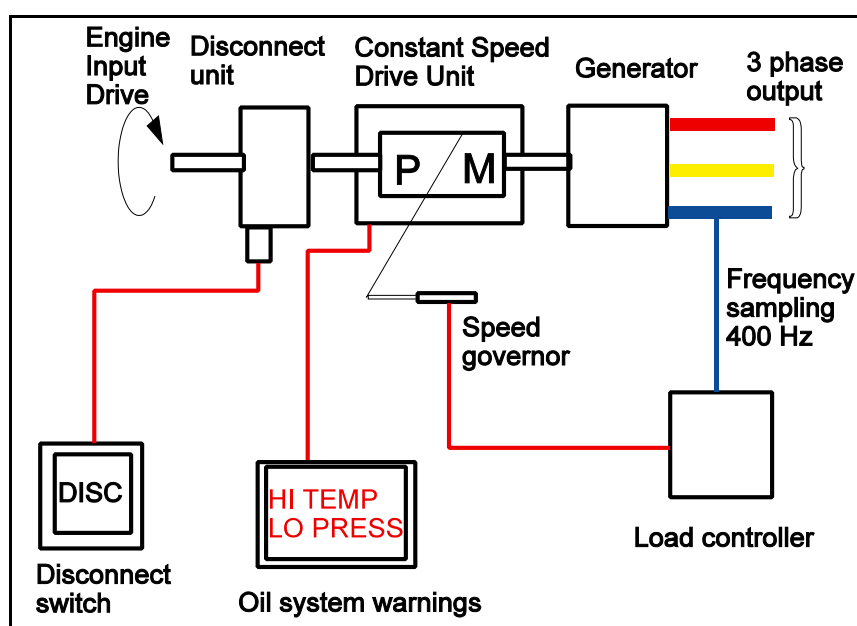 Engine
Input
Drive
Disconnect
unit
Constant Speed
Drive Unit
Generator
3 phase
output
P M
Frequency
sampling
400 Hz
Speed
governor
DISC
HI TEMP
LO PRESS
Load controller
Disconnect
switch
Oil system warnings